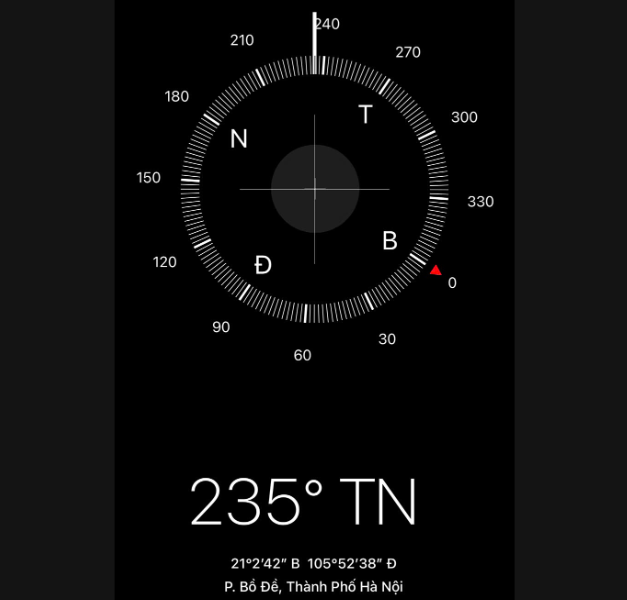 240
210
270
180
T
300
N
150
330
B
120
Đ
0
90
30
60
235° TN
21°2′42″ B 105°52′38″ Đ
P. Bồ Đề, Thành Phố Hà Nội